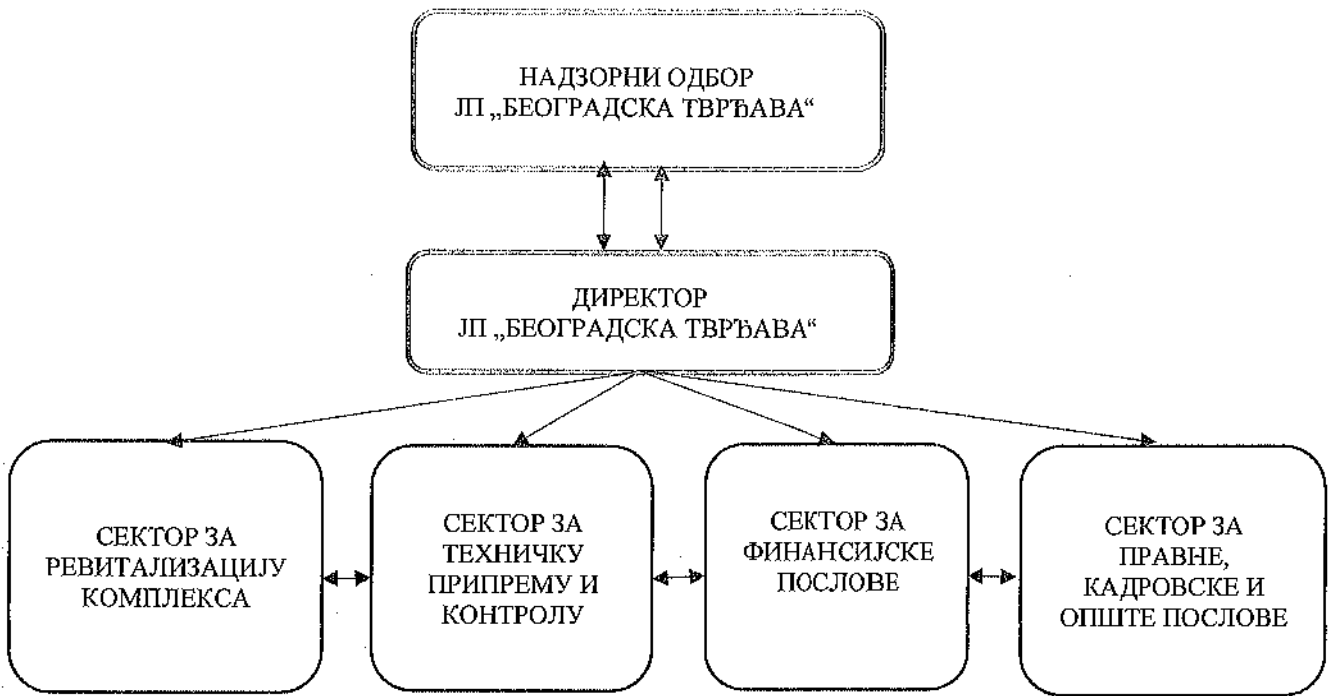 НАДЗОРНИ ОДБОР
ЈП „БЕОГРАДСКА ТВРЂАВА“
ДИРЕКТОР
ЈП „БЕОГРАДСКА ТВРЂАВА“
СЕКТОР ЗА
РЕВИТАЛИЗАЦИЈУ
КОМПЛЕКСА
СЕКТОР ЗА
ТЕХНИЧКУ
ПРИПРЕМУ И
КОНТРОЛУ
СЕКТОР ЗА
ФИНАНСИЈСКЕ
ПОСЛОВЕ
СЕКТОР ЗА
ПРАВНЕ,
КАДРОВСКЕ И
ОПШТЕ ПОСЛОВЕ